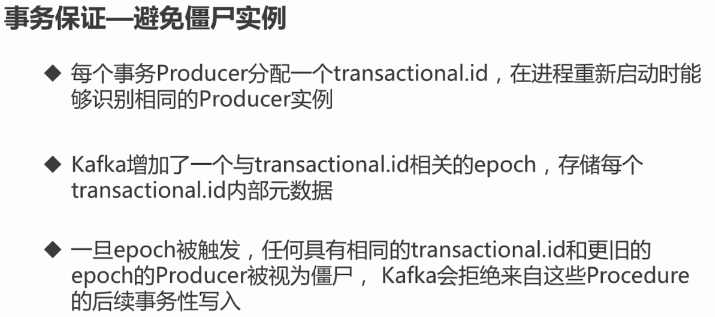 事务保证—避免僵尸实例
◆ 每个事务Producer分配一个transactional.id，在进程重新启动时能
够识别相同的Producer实例
◆ Kafka增加了一个与transactional.id相关的epoch，存储每个
transactional.id内部元数据
◆ 一旦epoch被触发，任何具有相同的transactional.id和更旧的
epoch的Producer被视为僵尸， Kafka会拒绝来自这些Procedure
的后续事务性写入